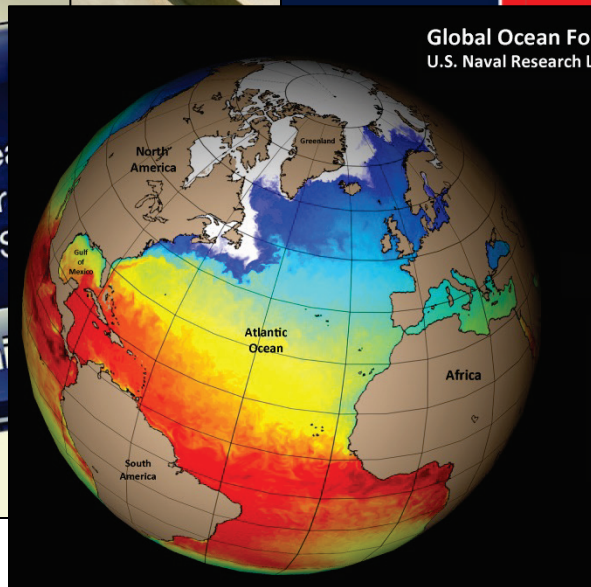 Global Ocean Fo
U.S. Naval Research L
Greenland
North
America
Gulf
of
Mexico
Atlantic
Ocean
Africa
South
America